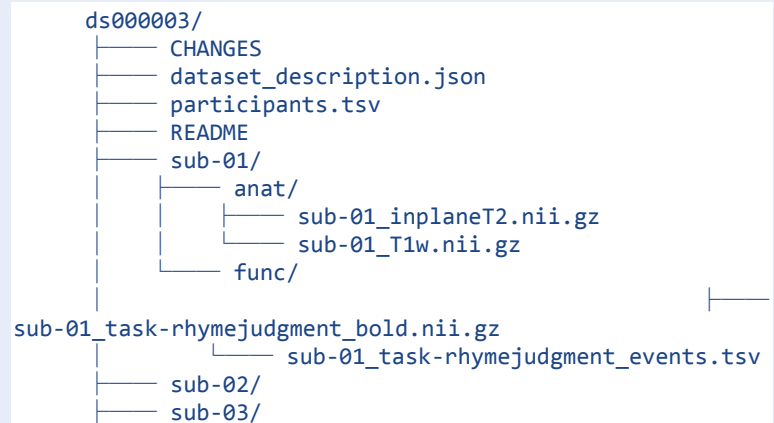 ds000003/
├── CHANGES
├── dataset_description.json
├── participants.tsv
├── README
├── sub-01/
│   ├── anat/
│   │   ├── sub-01_inplaneT2.nii.gz
│   │   └── sub-01_T1w.nii.gz
│   └── func/
│       ├──
sub-01_task-rhymejudgment_bold.nii.gz
│       └── sub-01_task-rhymejudgment_events.tsv
├── sub-02/
├── sub-03/